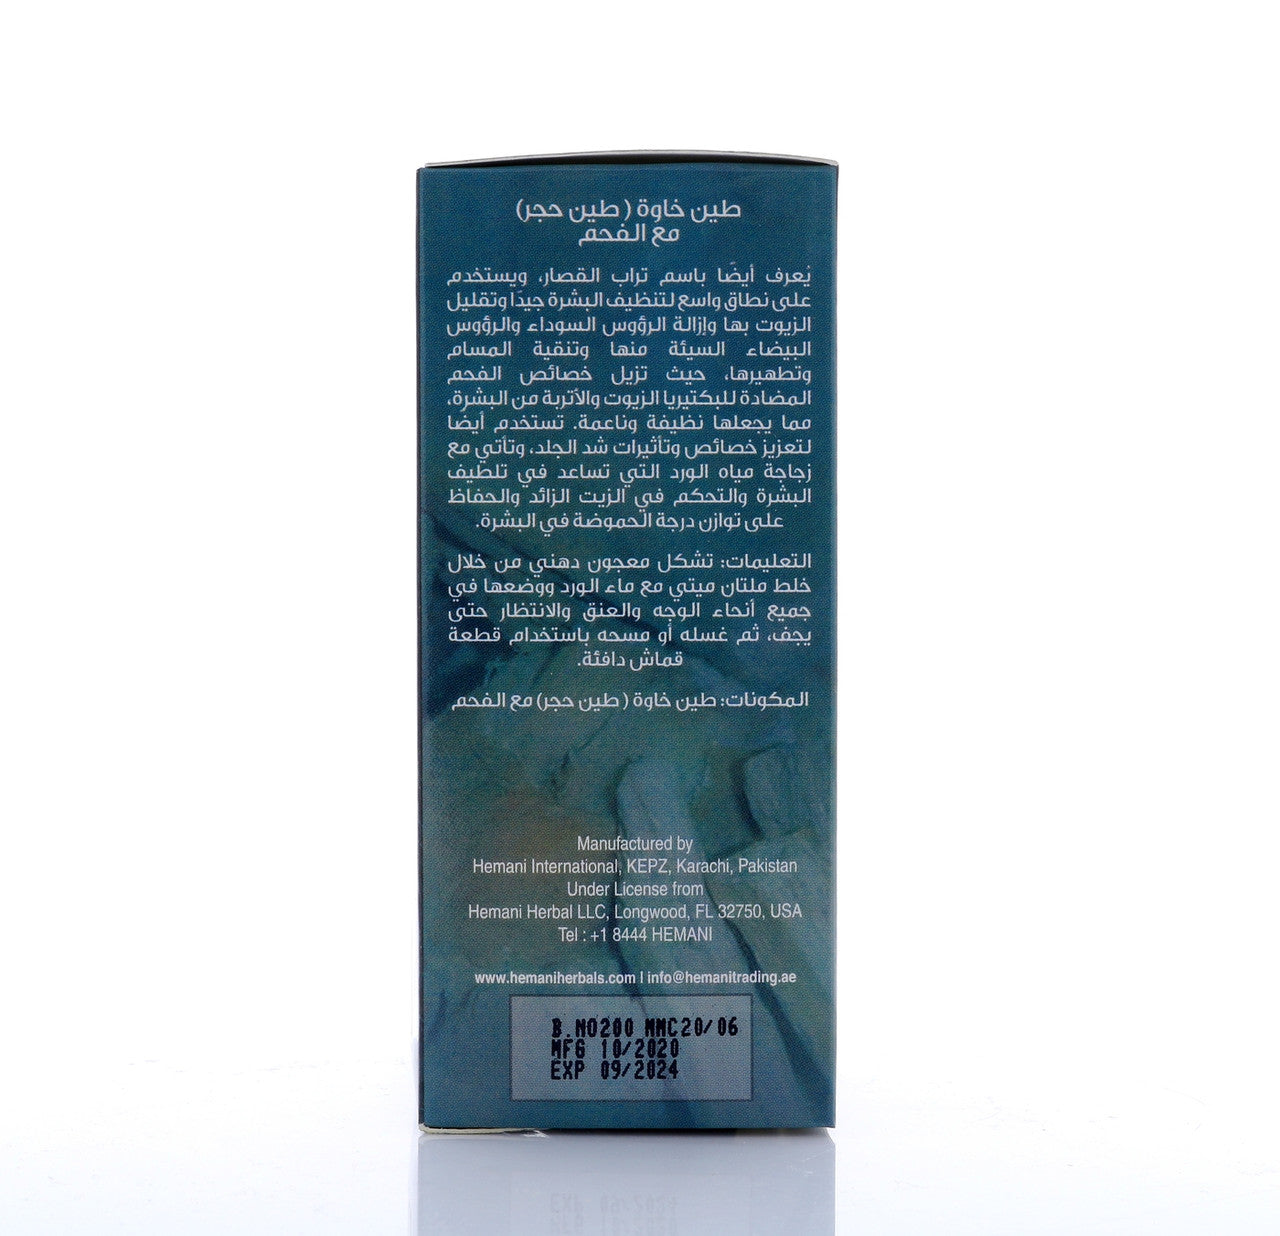 طين خاوة ( طين حجر)
مع الفحم
يُعرف أيضًا باسم تراب القصار، ويستخدم
على نطاق واسع لتنظيف البشرة جيدًا وتقليل
الزيوت بها وإزالة الرؤوس السوداء والرؤوس
البيضاء السيئة منها وتنقية المسام
وتطهيرها، حيث تزيل خصائص الفحم
المضادة للبكتيريا الزيوت والأتربة من البشرة،
مما يجعلها نظيفة وناعمة. تستخدم أيضا
لتعزيز خصائص وتأثيرات شد الجلد، وتأتي مع
زجاجة مياه الورد التي تساعد في تلطيف
البشرة والتحكم في الزيت الزائد والحفاظ
على توازن درجة الحموضة في البشرة.
التعليمات: تشكل معجون دهني من خلال
خلط ملتان ميتي مع ماء الورد ووضعها في
جميع أنحاء الوجه والعنق والانتظار حتى
يجف، ثم غسله أو مسحه باستخدام قطعة
قماش دافئة.
المكونات: طين خاوة ( طين حجر) مع الفحم
Manufactured by
Hemani International, KEPZ, Karachi, Pakistan
Under License from
Hemani Herbal LLC, Longwood, FL 32750, USA
Tel : +1 8444 HEMANI
www.hemaniherbals.com | info@hemanitrading.ae
B.NO200 MMC20/06
MFG 10/2020
EXP 09/2024